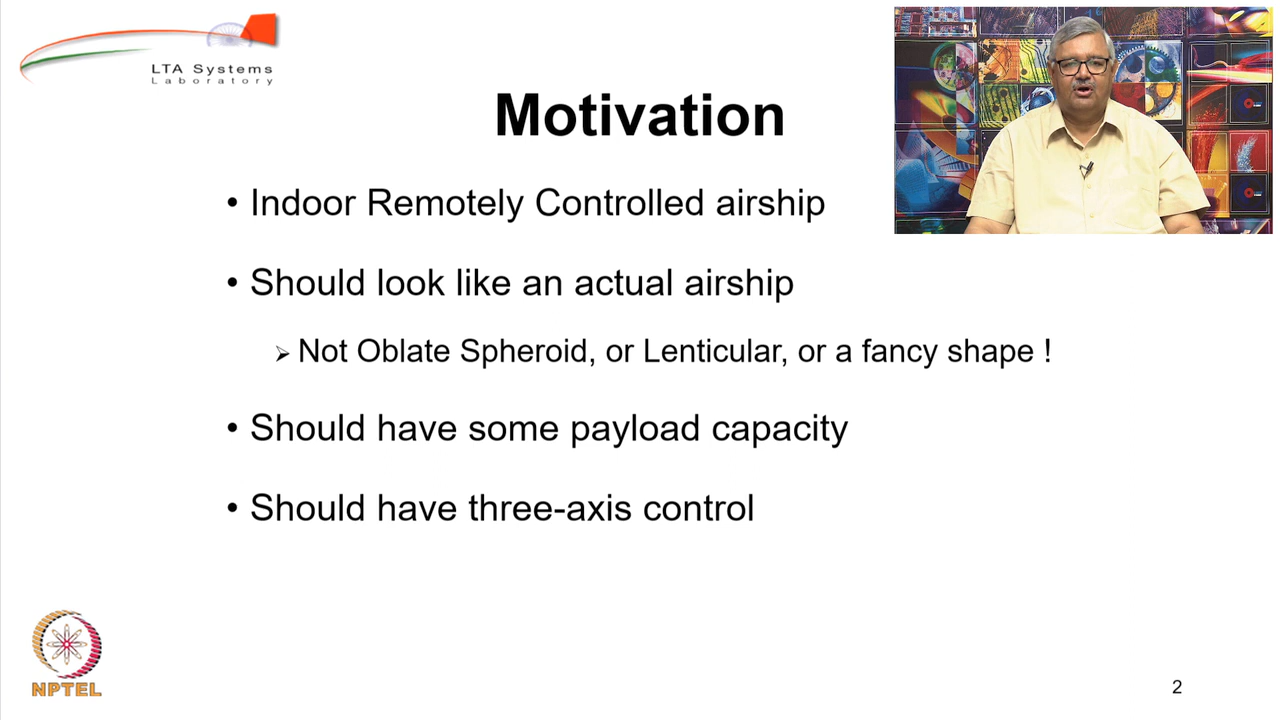 LTA Systems
Laboratory
Motivation
• Indoor Remotely Controlled airship
• Should look like an actual airship
➢ Not Oblate Spheroid, or Lenticular, or a fancy shape !
• Should have some payload capacity
• Should have three-axis control
NPTEL
2